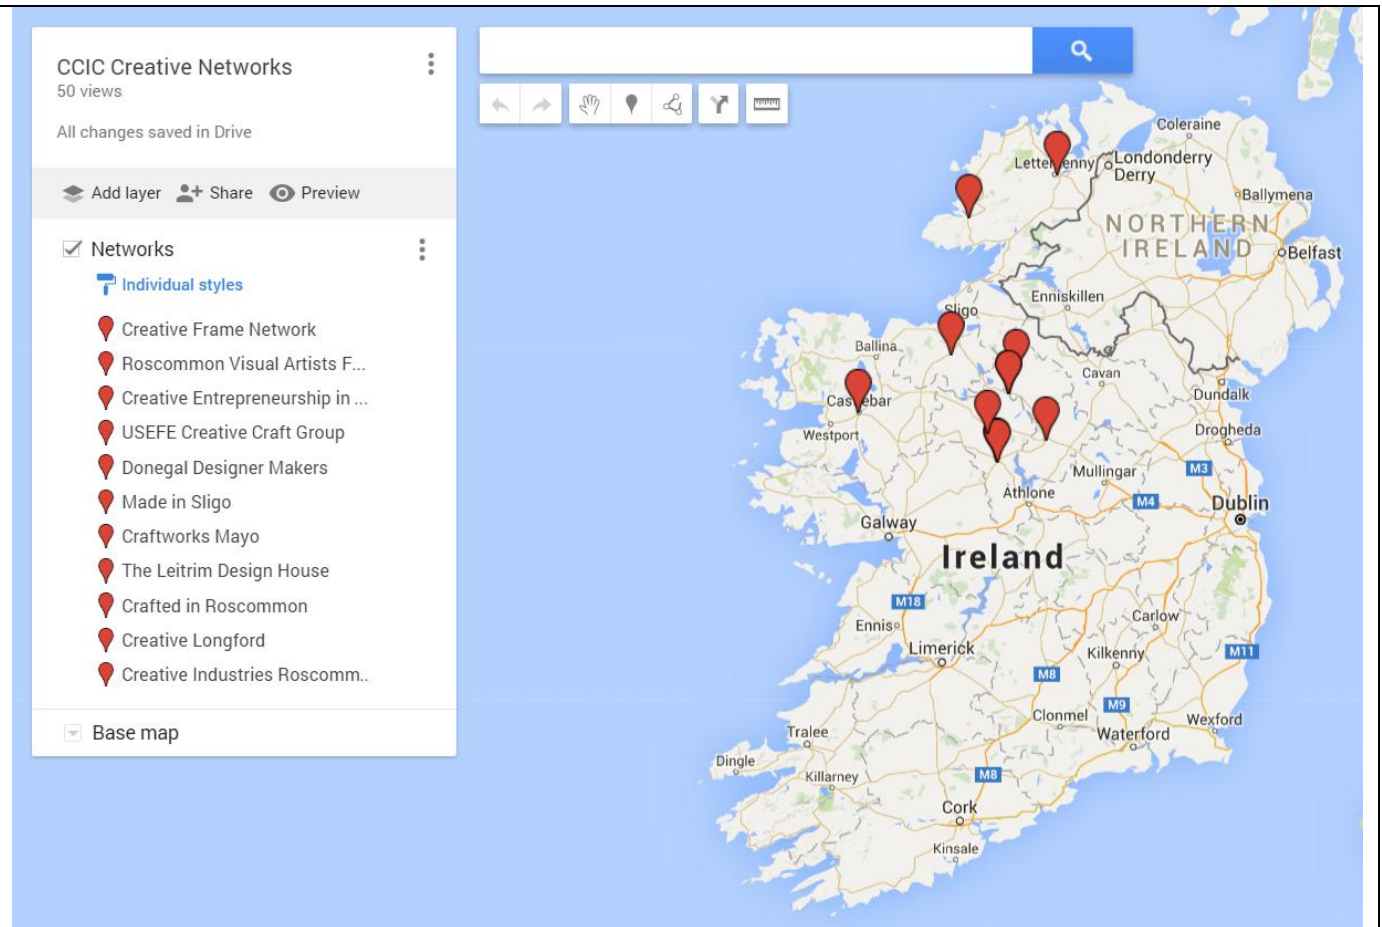 CCIC Creative Networks
50 views
All changes saved in Drive
Add layer Share Preview
Networks
Individual styles
Creative Frame Network
Roscommon Visual Artists F...
Creative Entrepreneurship in ...
USEFE Creative Craft Group
Donegal Designer Makers
Made in Sligo
Craftworks Mayo
The Leitrim Design House
Crafted in Roscommon
Creative Longford
Creative Industries Roscomm..
Base map
Coleraine
Londonderry
Derry
Ballymena
NORTHERN
IRELAND
Belfast
Enniskillen
Sligo
Ballina
Cavan
Dundalk
Westport
Drogheda
Mullingar
M3
Athlone
M4
Dublin
Galway
Ireland
M18
Ennis
Carlow
Limerick
Kilkenny
M11
M8
M9
Clonmel
Wexford
Tralee
Waterford
Dingle
Killarney
M8
Cork
Kinsale